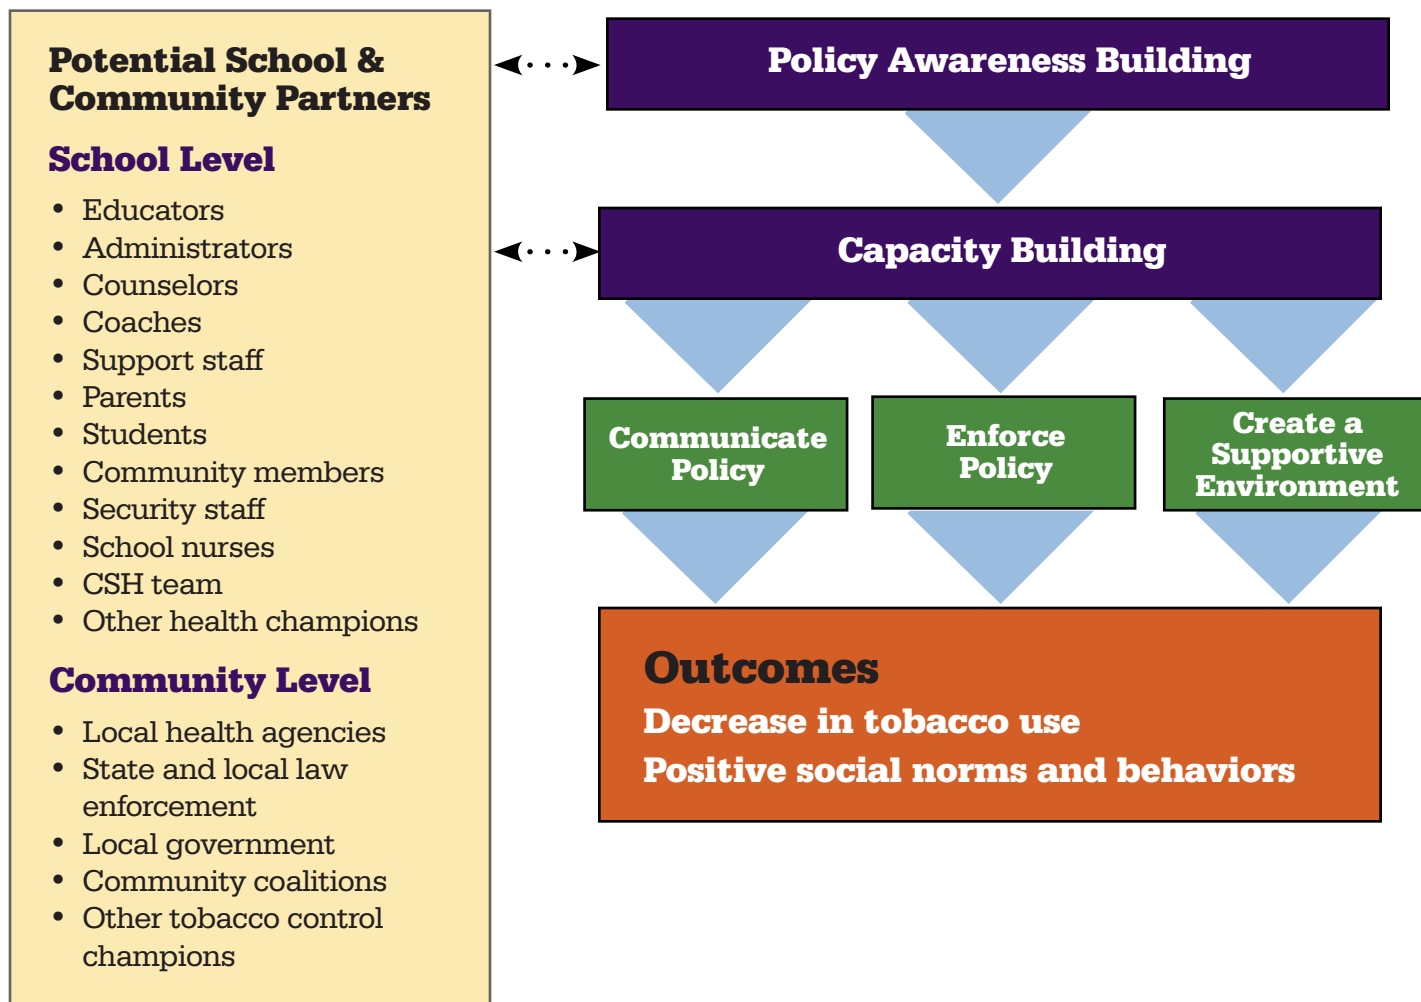 Potential School &
Community Partners
School Level
• Educators
• Administrators
• Counselors
• Coaches
• Support staff
• Parents
• Students
• Community members
• Security staff
• School nurses
• CSH team
• Other health champions
Community Level
• Local health agencies
• State and local law
enforcement
• Local government
• Community coalitions
• Other tobacco control
champions
Policy Awareness Building
Capacity Building
Communicate
Policy
Enforce
Policy
Create a
Supportive
Environment
Outcomes
Decrease in tobacco use
Positive social norms and behaviors